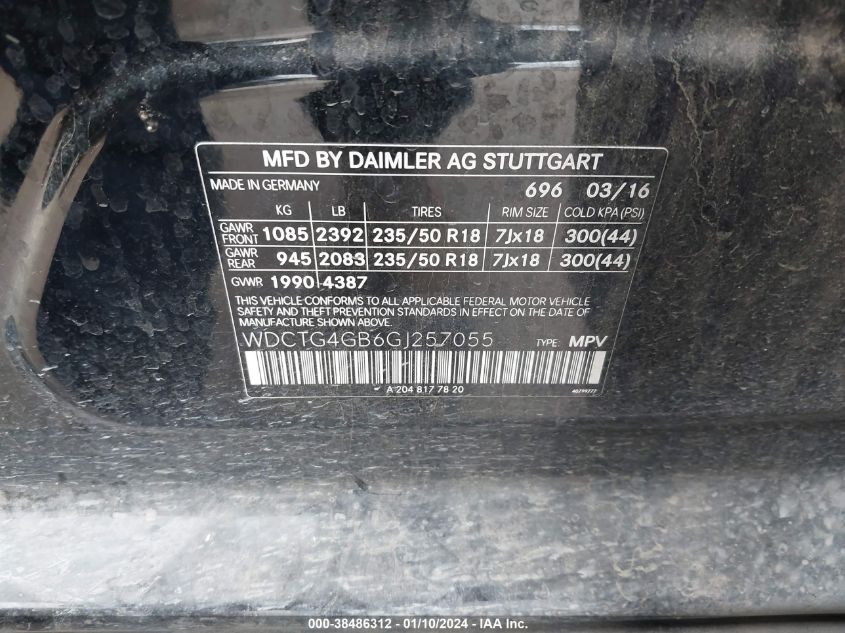 MFD BY DAIMLER AG STUTTGART
MADE IN GERMANY 696 03/16
KG LB TIRES RIM SIZE COLD KPA (PSI)
GAWR FRONT 1085 2392 235/50 R18 7Jx18 300(44)
GAWR REAR 945 2083 235/50 R18 7Jx18 300(44)
GVWR 1990 4387
THIS VEHICLE CONFORMS TO ALL APPLICABLE FEDERAL MOTOR VEHICLE
SAFETY AND THEFT PREVENTION STANDARDS IN EFFECT ON THE DATE OF
MANUFACTURE SHOWN ABOVE.
WDCTG4GB6GJ257055 TYPE: MPV
A 204 817 78 20
000-38486312 - 01/10/2024 - IAA Inc.